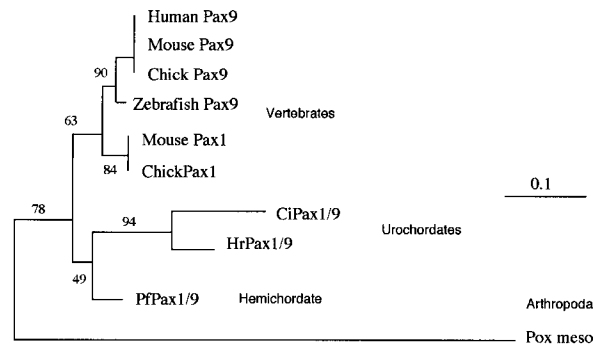 Human Pax9
Mouse Pax9
90
Chick Pax9
Zebrafish Pax9
Vertebrates
63
Mouse Pax1
84
ChickPax1
0.1
78
94
CiPax1/9
Urochordates
HrPax1/9
49
PfPax1/9
Hemichordate
Arthropoda
Pox meso